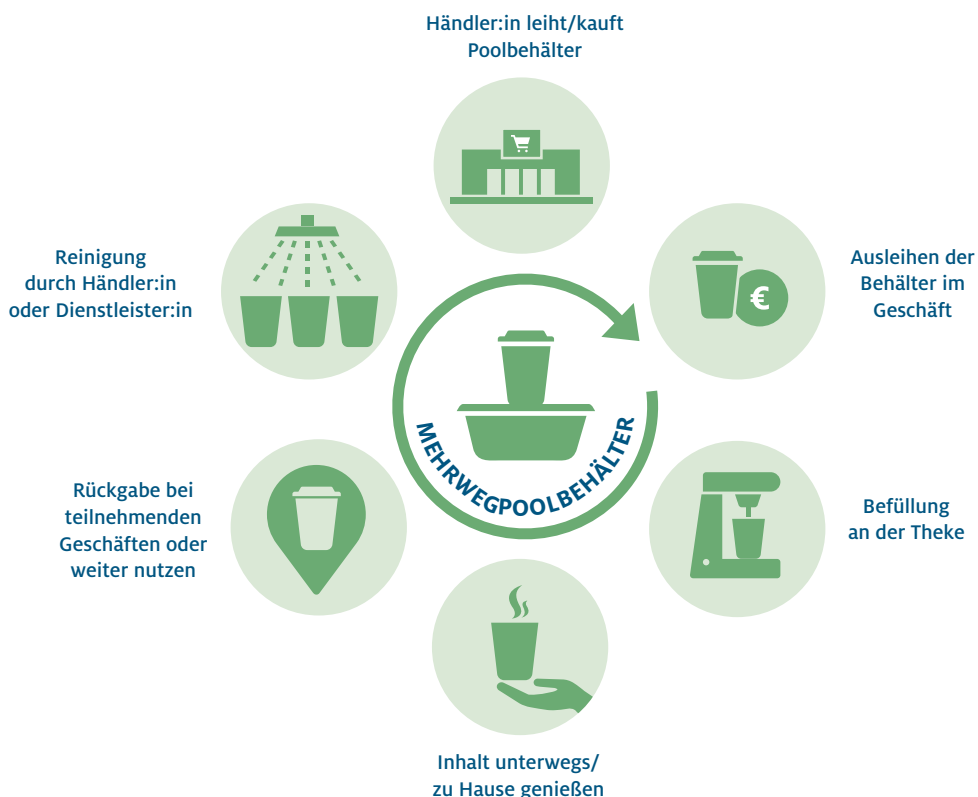 Händler:in leiht/kauft
Poolbehälter
Ausleihen der
Behälter im
Geschäft
€
Befüllung
an der Theke
Inhalt unterwegs/
zu Hause genießen
Rückgabe bei
teilnehmenden
Geschäften oder
weiter nutzen
Reinigung
durch Händler:in
oder Dienstleister:in
MEHRWEGPOOLBEHÄLTER